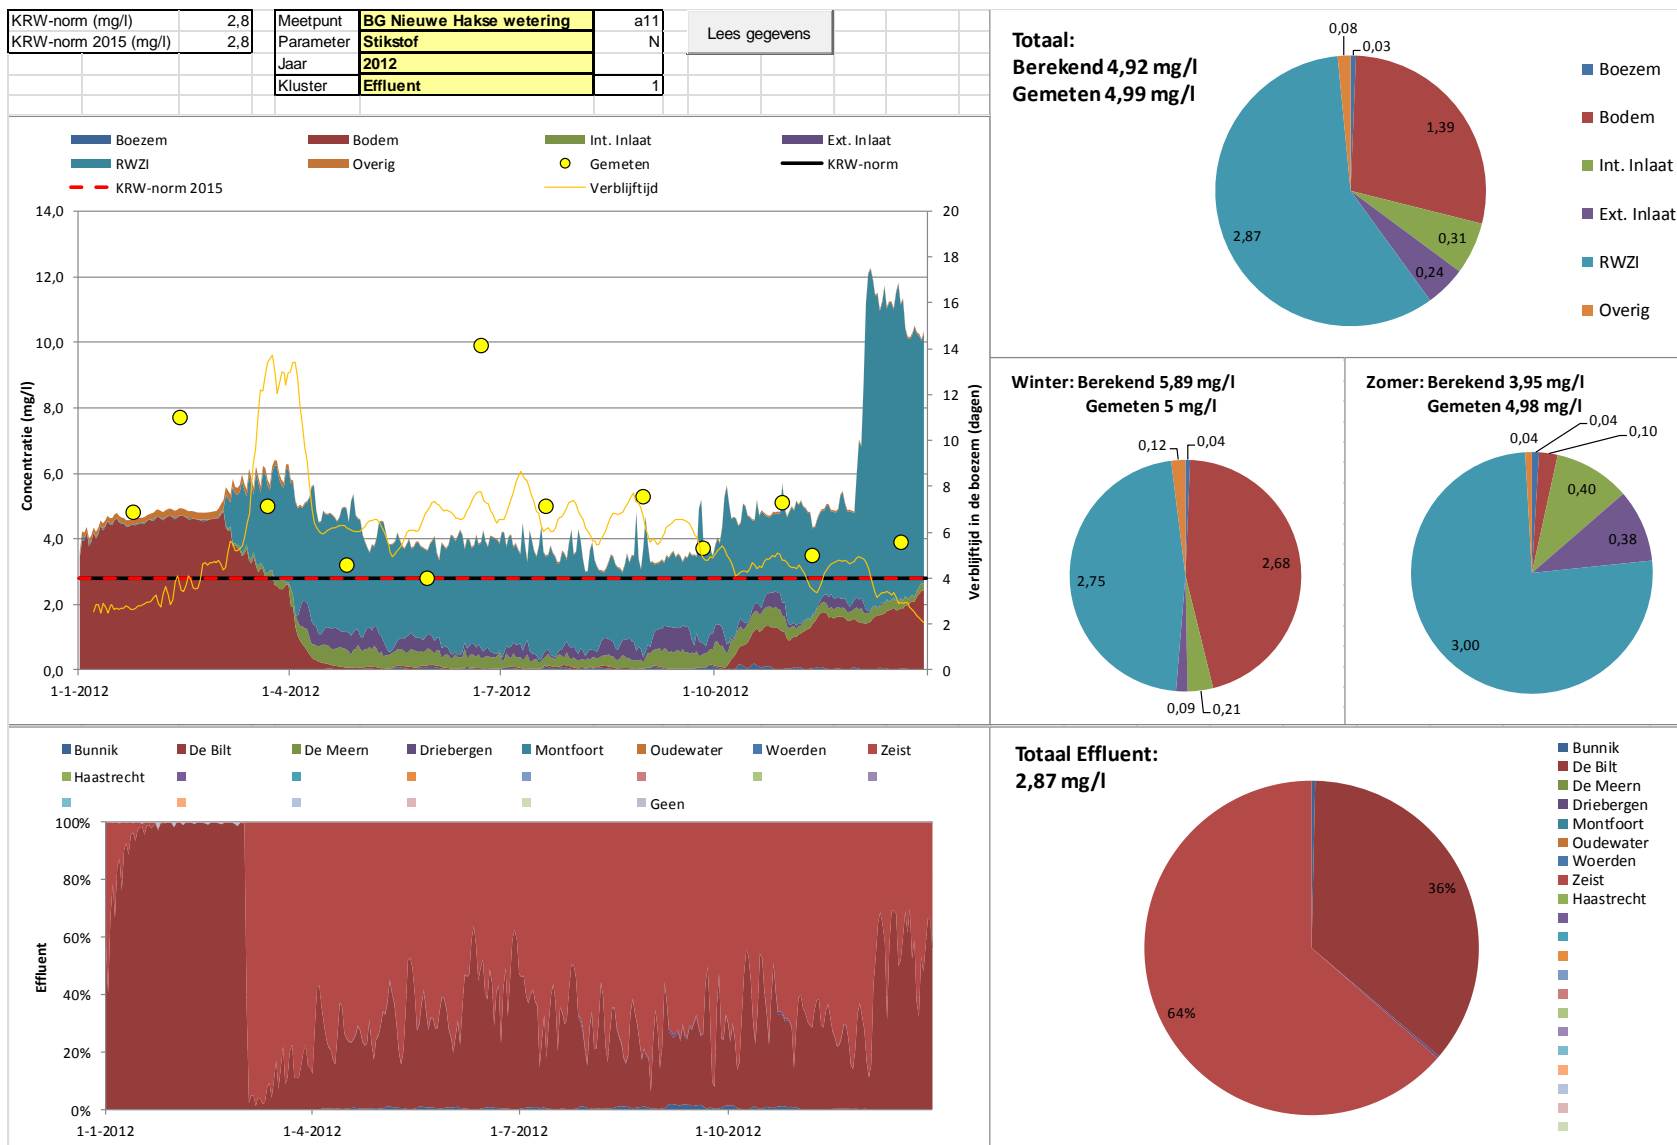 KRW-norm (mg/l) 2,8
KRW-norm 2015 (mg/l) 2,8
Meetpunt BG Nieuwe Hakse wetering a11
Parameter Stikstof N
Jaar 2012
Kluster Effluent 1
Lees gegevens
Boezem Bodem Int. Inlaat Ext. Inlaat
RWZI Overig Gemeten KRW-norm
KRW-norm 2015 Verblijftijd
Concentratie (mg/l)
14,0
12,0
10,0
8,0
6,0
4,0
2,0
0,0
20
18
16
14
12
10
8
6
4
2
0
Verblijftijd in de boezem (dagen)
1-1-2012 1-4-2012 1-7-2012 1-10-2012
Totaal:
Berekend 4,92 mg/l
Gemeten 4,99 mg/l
0,08
0,03
1,39
0,31
0,24
2,87
Boezem
Bodem
Int. Inlaat
Ext. Inlaat
RWZI
Overig
Winter: Berekend 5,89 mg/l
Gemeten 5 mg/l
0,12
0,04
2,68
0,21
0,09
2,75
Zomer: Berekend 3,95 mg/l
Gemeten 4,98 mg/l
0,04
0,04
0,10
0,40
0,38
3,00
Bunnik De Bilt De Meern Driebergen Montfoort Oudewater Woerden Zeist
Haastrecht
Geen
Effluent
100%
80%
60%
40%
20%
0%
1-1-2012 1-4-2012 1-7-2012 1-10-2012
Totaal Effluent:
2,87 mg/l
36%
64%
Bunnik
De Bilt
De Meern
Driebergen
Montfoort
Oudewater
Woerden
Zeist
Haastrecht